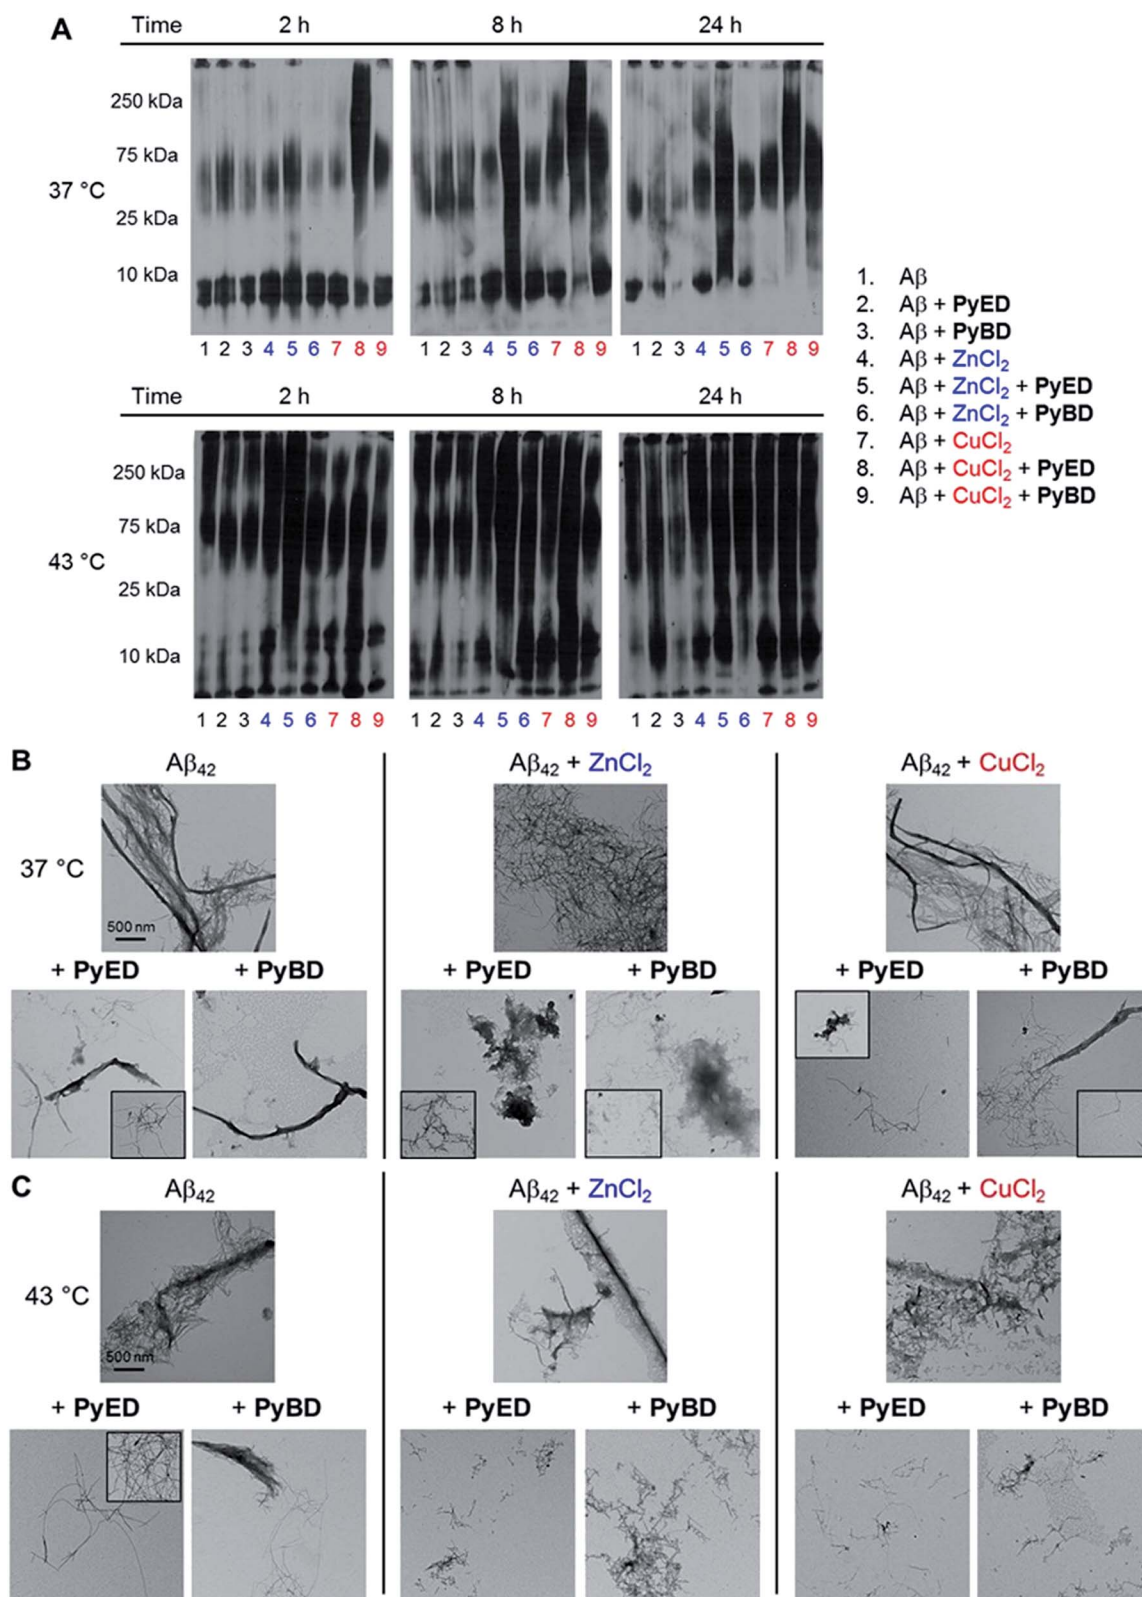 A Time 2 h 8 h 24 h
250 kDa
75 kDa
37 °C
25 kDa
10 kDa
1 2 3 4 5 6 7 8 9 1 2 3 4 5 6 7 8 9 1 2 3 4 5 6 7 8 9
Time 2 h 8 h 24 h
250 kDa
75 kDa
43 °C
25 kDa
10 kDa
1 2 3 4 5 6 7 8 9 1 2 3 4 5 6 7 8 9 1 2 3 4 5 6 7 8 9
1. Aβ
2. Aβ + PyED
3. Aβ + PyBD
4. Aβ + ZnCl₂
5. Aβ + ZnCl₂ + PyED
6. Aβ + ZnCl₂ + PyBD
7. Aβ + CuCl₂
8. Aβ + CuCl₂ + PyED
9. Aβ + CuCl₂ + PyBD
B Aβ₄₂ Aβ₄₂ + ZnCl₂ Aβ₄₂ + CuCl₂
37 °C
500 nm
+ PyED + PyBD + PyED + PyBD + PyED + PyBD
C Aβ₄₂ Aβ₄₂ + ZnCl₂ Aβ₄₂ + CuCl₂
43 °C
500 nm
+ PyED + PyBD + PyED + PyBD + PyED + PyBD